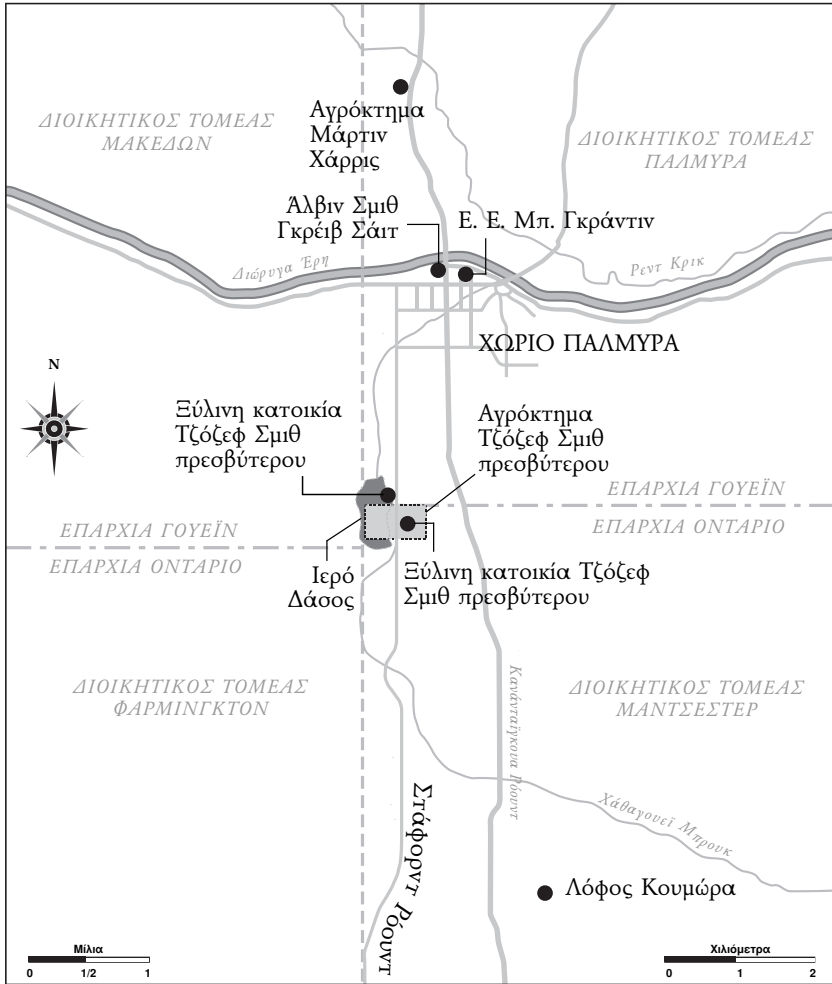 ΔΙΟΙΚΗΤΙΚΟΣ ΤΟΜΕΑΣ
ΜΑΚΕΔΩΝ
Αγρόκτημα
Μάρτιν
Χάρρις
ΔΙΟΙΚΗΤΙΚΟΣ ΤΟΜΕΑΣ
ΠΑΛΜΥΡΑ
Άλβιν Σμιθ
Γκρέιβ Σάιτ
Ε. Ε. Μπ. Γκράντιν
Διώρυγα Έρη
Ρεντ Κρικ
ΧΩΡΙΟ ΠΑΛΜΥΡΑ
N
Ξύλινη κατοικία
Τζόζεφ Σμιθ
πρεσβύτερου
Αγρόκτημα
Τζόζεφ Σμιθ
πρεσβύτερου
ΕΠΑΡΧΙΑ ΓΟΥΕΪΝ
ΕΠΑΡΧΙΑ ΟΝΤΑΡΙΟ
ΕΠΑΡΧΙΑ ΓΟΥΕΪΝ
ΕΠΑΡΧΙΑ ΟΝΤΑΡΙΟ
Ιερό
Δάσος
Ξύλινη κατοικία Τζόζεφ
Σμιθ πρεσβύτερου
ΔΙΟΙΚΗΤΙΚΟΣ ΤΟΜΕΑΣ
ΦΑΡΜΙΝΓΚΤΟΝ
Κανάνταϊγκουα Ρόουντ
ΔΙΟΙΚΗΤΙΚΟΣ ΤΟΜΕΑΣ
ΜΑΝΤΣΕΣΤΕΡ
Στάφορντ Ρόουντ
Χάθαγουεϊ Μπρουκ
Λόφος Κουμώρα
Μίλια
0 1/2 1
Χιλιόμετρα
0 1 2